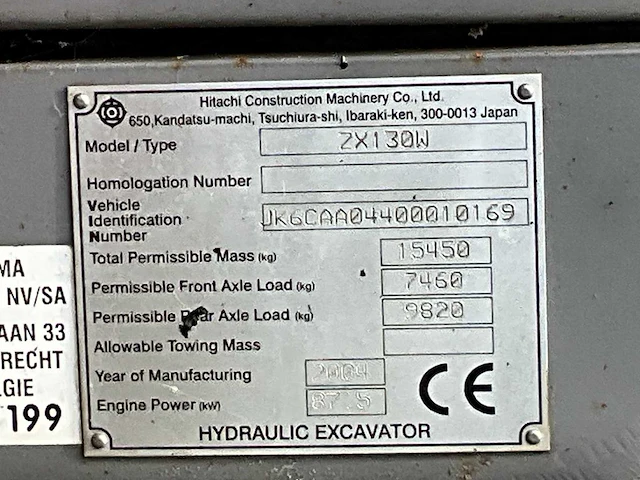 Hitachi Construction Machinery Co., Ltd.
650,Kandatsu-machi, Tsuchiura-shi, Ibaraki-ken, 300-0013 Japan
Model / Type ZX130W
Homologation Number
Vehicle
Identification JK6CAA04400010169
Number
Total Permissible Mass (kg) 15450
Permissible Front Axle Load (kg) 7460
Permissible Rear Axle Load (kg) 9820
Allowable Towing Mass
Year of Manufacturing 2004
Engine Power (kW) 87.5
CE
HYDRAULIC EXCAVATOR
MA
NV/SA
AAN 33
RECHT
GIE
199